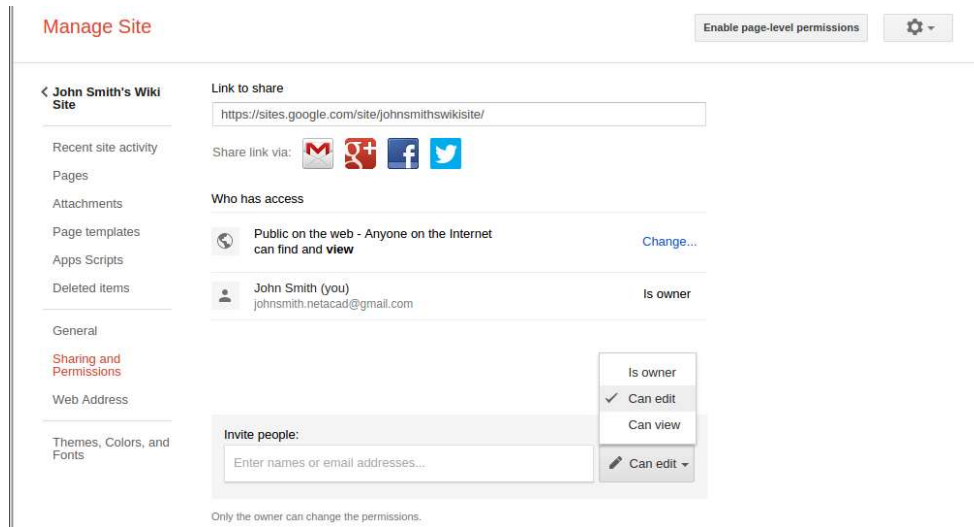 Manage Site
Enable page-level permissions
John Smith's Wiki
Site
Recent site activity
Pages
Attachments
Page templates
Apps Scripts
Deleted items
General
Sharing and
Permissions
Web Address
Themes, Colors, and
Fonts
Link to share
https://sites.google.com/site/johnsmithswikisite/
Share link via:
Who has access
Public on the web - Anyone on the Internet
can find and view
Change...
John Smith (you)
johnsmith.netacad@gmail.com
Is owner
Is owner
Can edit
Can view
Invite people:
Enter names or email addresses...
Can edit
Only the owner can change the permissions.